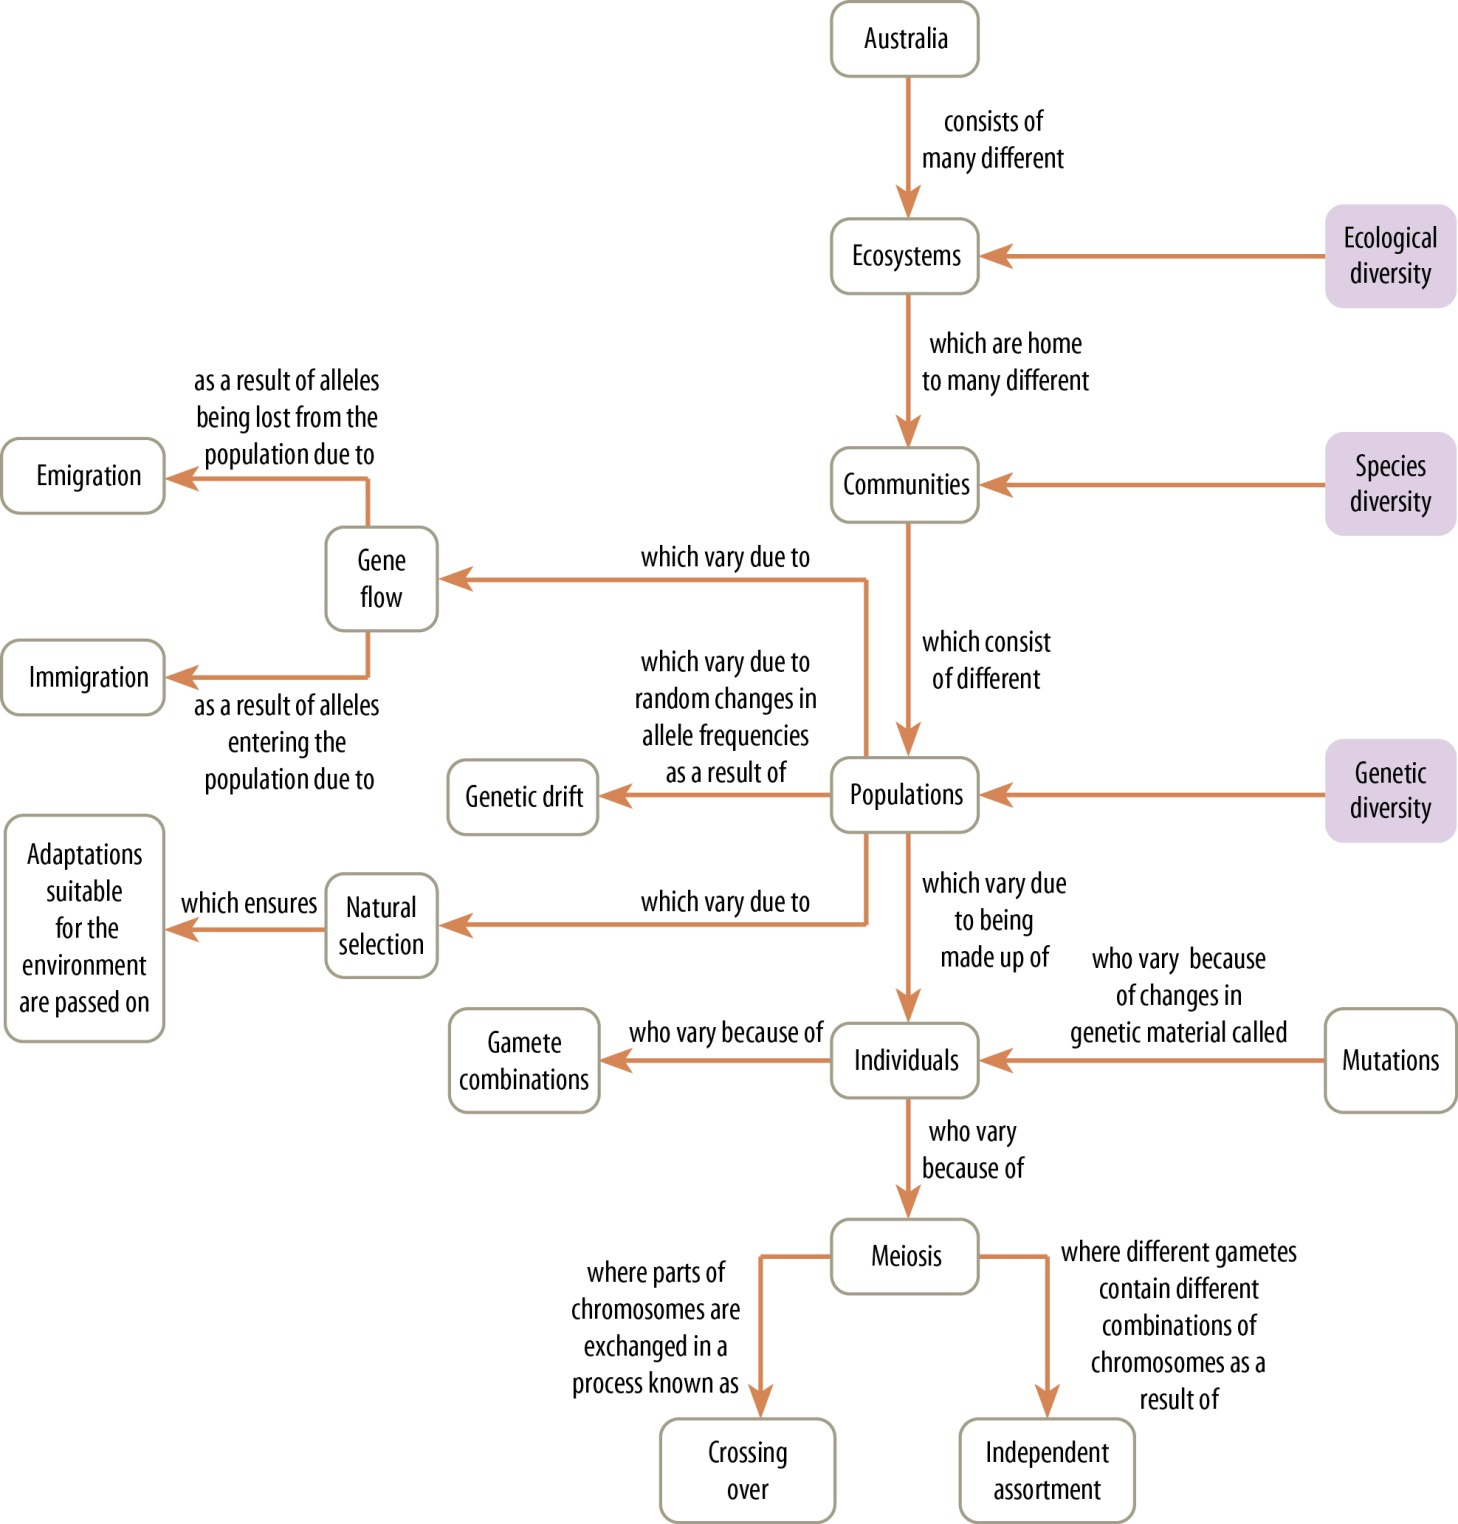 Australia
consists of
many different
Ecosystems
Ecological
diversity
which are home
to many different
as a result of alleles
being lost from the
population due to
Emigration
Communities
Species
diversity
Gene
flow
which vary due to
Immigration
as a result of alleles
entering the
population due to
which consist
of different
which vary due to
random changes in
allele frequencies
as a result of
Genetic drift
Populations
Genetic
diversity
Adaptations
suitable
for the
environment
are passed on
which ensures
Natural
selection
which vary due to
which vary due
to being
made up of
who vary because
of changes in
genetic material called
Gamete
combinations
who vary because of
Individuals
Mutations
who vary
because of
Meiosis
where parts of
chromosomes are
exchanged in a
process known as
where different gametes
contain different
combinations of
chromosomes as a
result of
Crossing
over
Independent
assortment